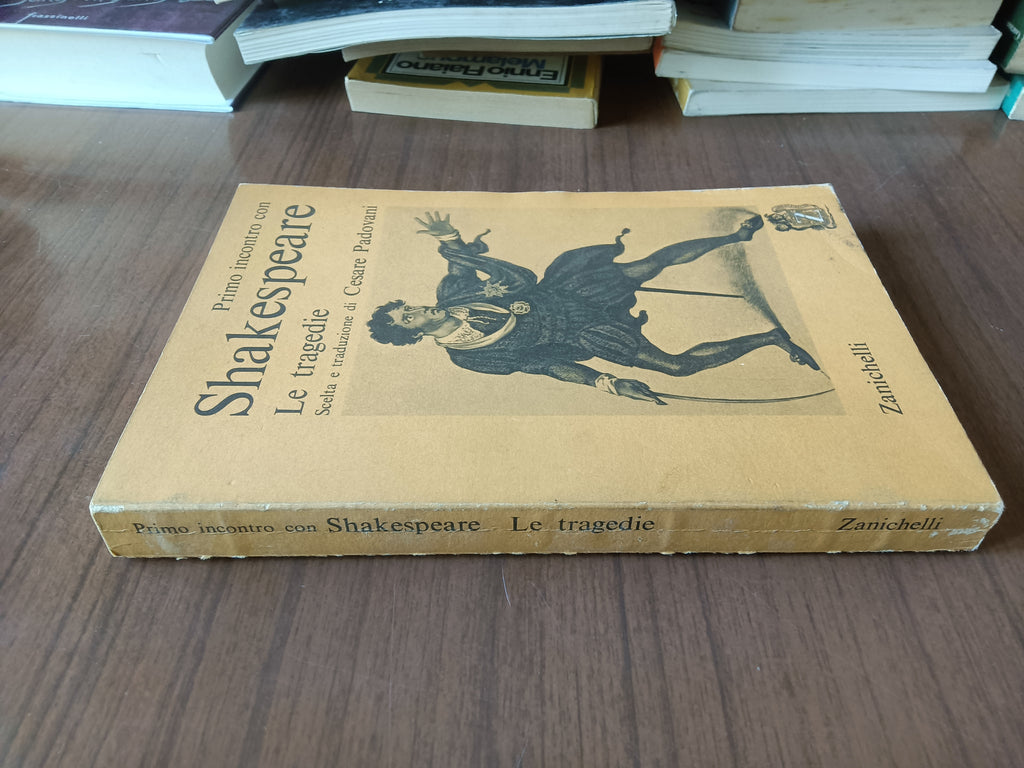 Primo incontro con
Shakespeare
Le tragedie
Scelta e traduzione di Cesare Padovani
Z
Zanichelli
Primo incontro con Shakespeare Le tragedie Zanichelli
Ennio Flaiano
frassinelli